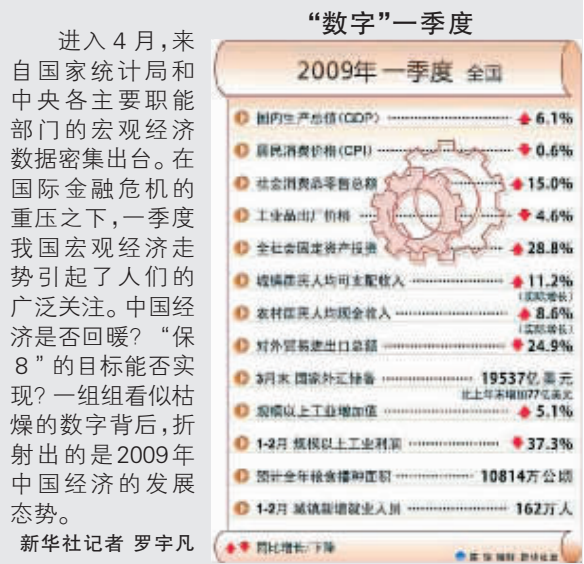 “数字”一季度
进入 4 月,来
自国家统计局和
中央各主要职能
部门的宏观经济
数据密集出台。在
国际金融危机的
重压之下,一季度
我国宏观经济走
势引起了人们的
广泛关注。中国经
济是否回暖? “保
8”的目标能否实
现? 一组组看似枯
燥的数字背后,折
射出的是2009年
中国经济的发展
态势。
新华社记者 罗宇凡
2009年一季度 全国
国内生产总值(GDP) 6.1%
居民消费价格(CPI) 0.6%
社会消费品零售总额 15.0%
工业品出厂价格 4.6%
全社会固定资产投资 28.8%
城镇居民人均可支配收入 11.2%
(实际增长)
农村居民人均现金收入 8.6%
(实际增长)
对外贸易进出口总额 24.9%
3月末 国家外汇储备 19537亿美元
比上年末增加77亿美元
规模以上工业增加值 5.1%
1-2月 规模以上工业利润 37.3%
预计全年粮食播种面积 10814万公顷
1-2月 城镇新增就业人员 162万人
同比增长/下降